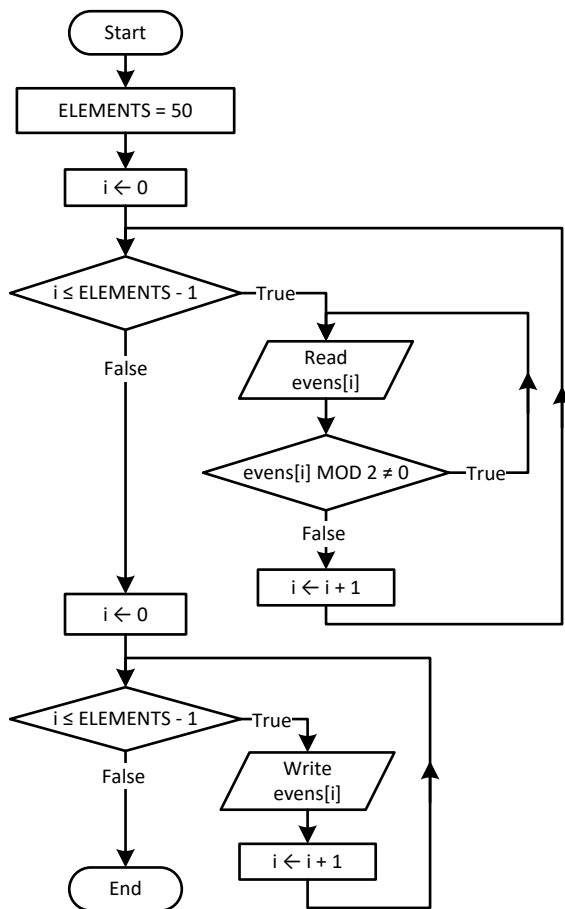 Start
ELEMENTS = 50
i ← 0
i ≤ ELEMENTS - 1
True
False
Read
evens[i]
evens[i] MOD 2 ≠ 0
True
False
i ← i + 1
i ← 0
i ≤ ELEMENTS - 1
True
False
Write
evens[i]
i ← i + 1
End